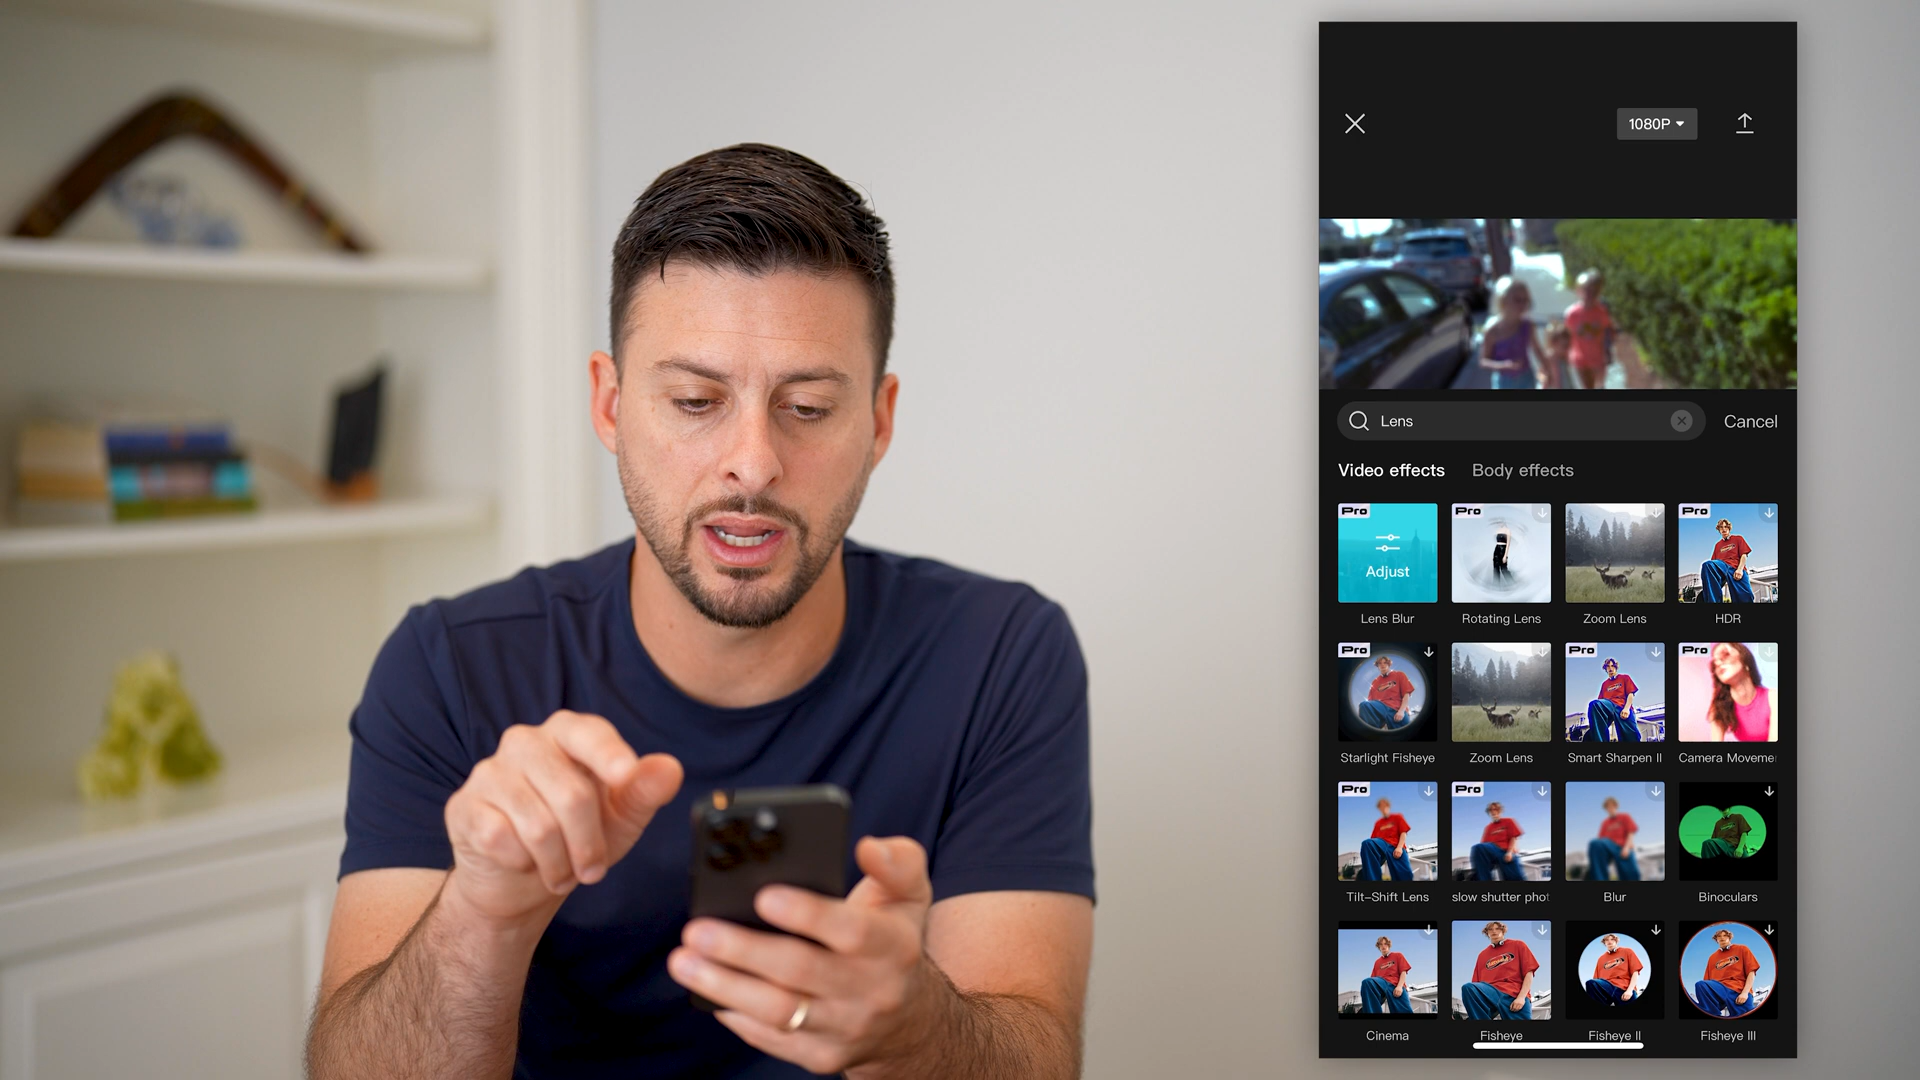 1080P
Lens
Cancel
Video effects Body effects
Pro Pro Pro
Adjust
Lens Blur Rotating Lens Zoom Lens HDR
Pro Pro Pro
Starlight Fisheye Zoom Lens Smart Sharpen II Camera Moveme
Pro Pro
Tilt-Shift Lens slow shutter phot Blur Binoculars
Cinema Fisheye Fisheye II Fisheye III